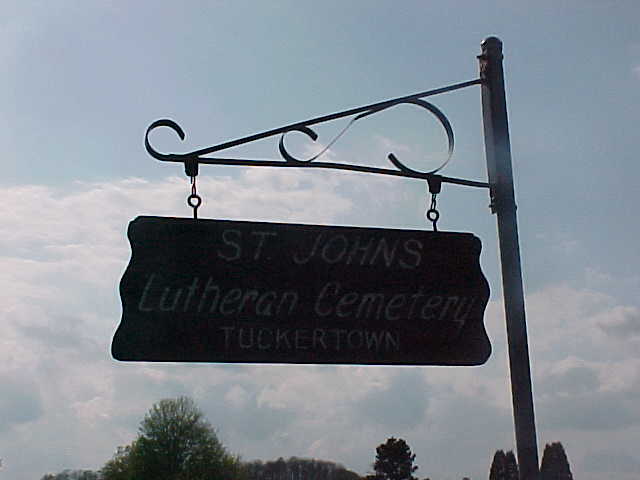 ST. JOHNS
Lutheran Cemetery
TUCKERTOWN